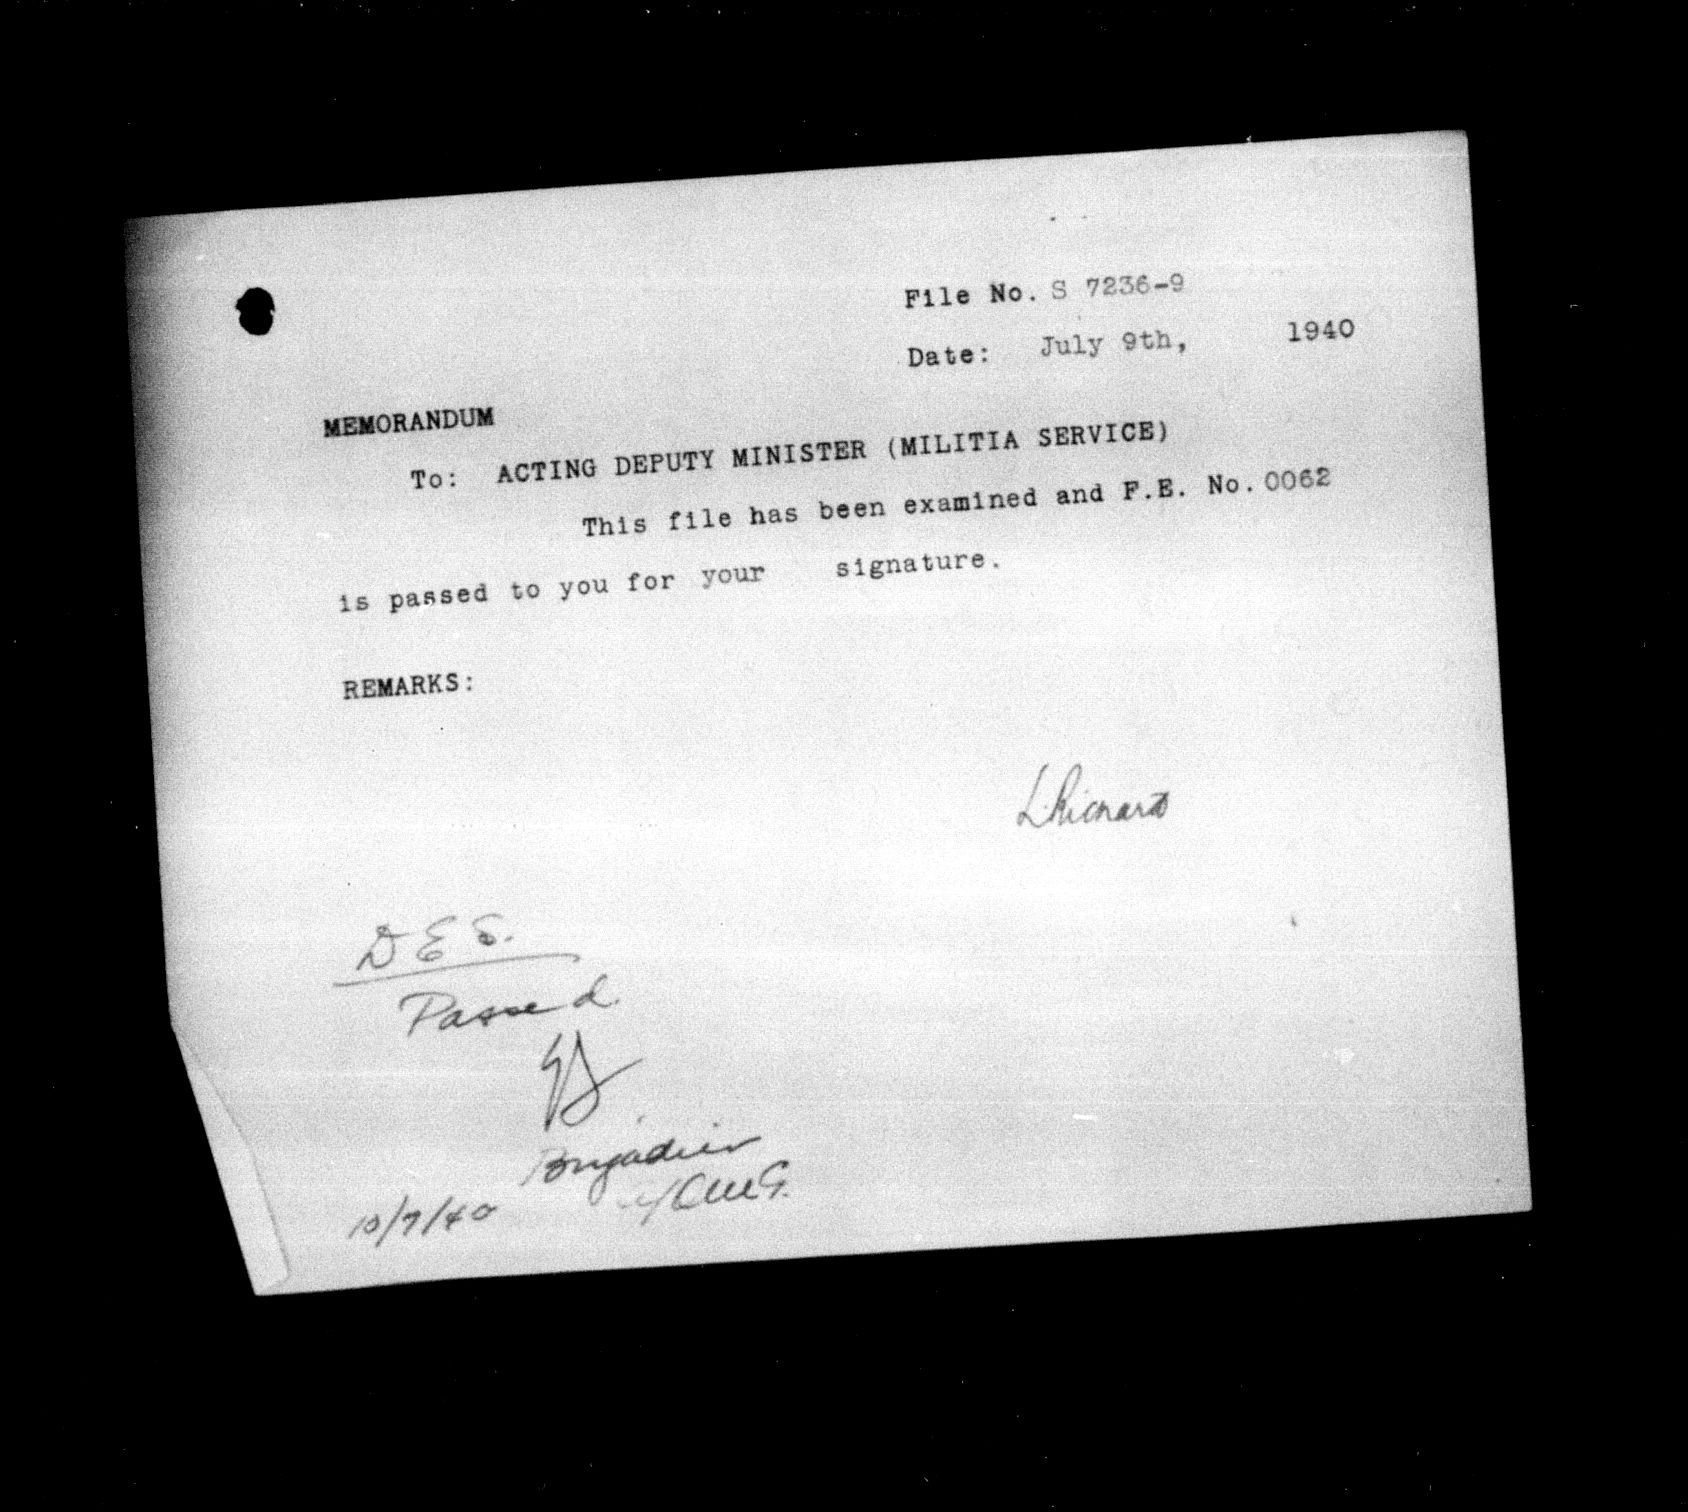 File No. S 7236-9
Date: July 9th, 1940
MEMORANDUM
To: ACTING DEPUTY MINISTER (MILITIA SERVICE)
This file has been examined and F.E. No. 0062
is passed to you for your signature.
REMARKS:
D E S.
Passed
Brigadier
10/7/40